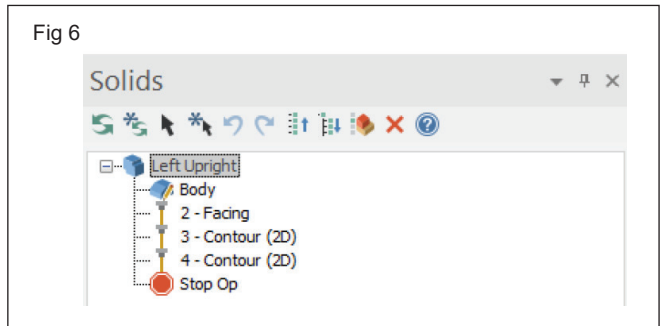 Fig 6
Solids
Left Upright
Body
2 - Facing
3 - Contour (2D)
4 - Contour (2D)
Stop Op